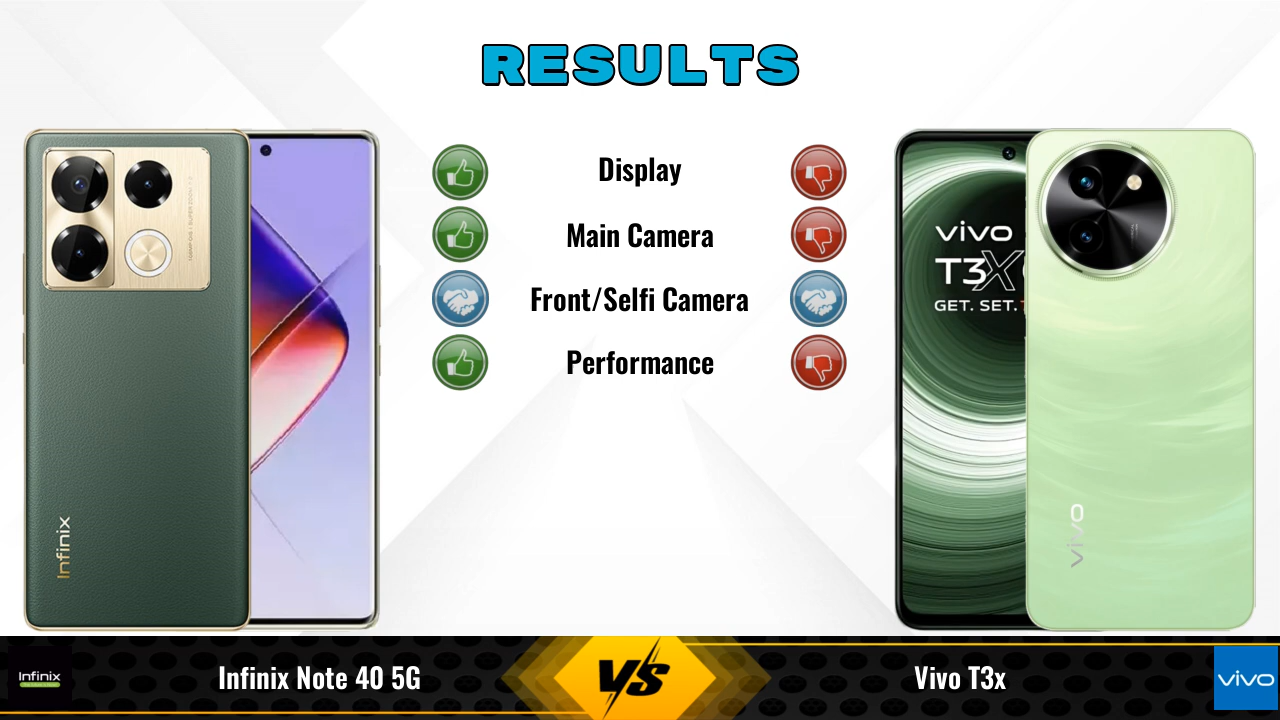 RESULTS
Display
Main Camera
Front/Selfi Camera
Performance
Infinix
vivo
T3X
GET. SET.
vivo
Infinix
Infinix Note 40 5G
VS
Vivo T3x
vivo